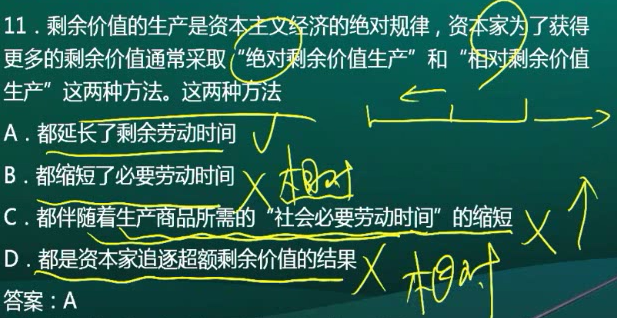 11．剩余价值的生产是资本主义经济的绝对规律，资本家为了获得
更多的剩余价值通常采取“绝对剩余价值生产”和“相对剩余价值
生产”这两种方法。这两种方法
A．都延长了剩余劳动时间
B．都缩短了必要劳动时间 相对
C．都伴随着生产商品所需的“社会必要劳动时间”的缩短
D．都是资本家追逐超额剩余价值的结果 相对
答案：A